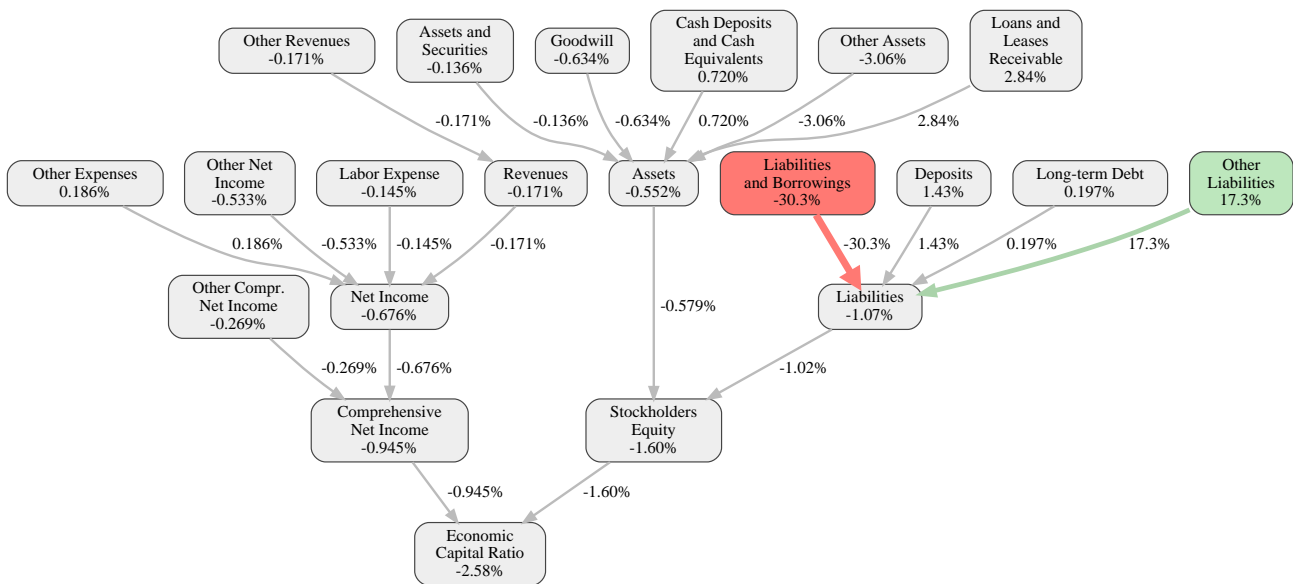 Other Revenues
-0.171%
Assets and
Securities
-0.136%
Goodwill
-0.634%
Cash Deposits
and Cash
Equivalents
0.720%
Other Assets
-3.06%
Loans and
Leases
Receivable
2.84%
-0.171%
-0.136%
-0.634%
0.720%
-3.06%
2.84%
Other Expenses
0.186%
Other Net
Income
-0.533%
Labor Expense
-0.145%
Revenues
-0.171%
Assets
-0.552%
Liabilities
and Borrowings
-30.3%
Deposits
1.43%
Long-term Debt
0.197%
Other
Liabilities
17.3%
0.186%
-0.533%
-0.145%
-0.171%
-30.3%
1.43%
0.197%
17.3%
Other Compr.
Net Income
-0.269%
Net Income
-0.676%
-0.579%
Liabilities
-1.07%
-0.269%
-0.676%
-1.02%
Comprehensive
Net Income
-0.945%
Stockholders
Equity
-1.60%
-0.945%
-1.60%
Economic
Capital Ratio
-2.58%